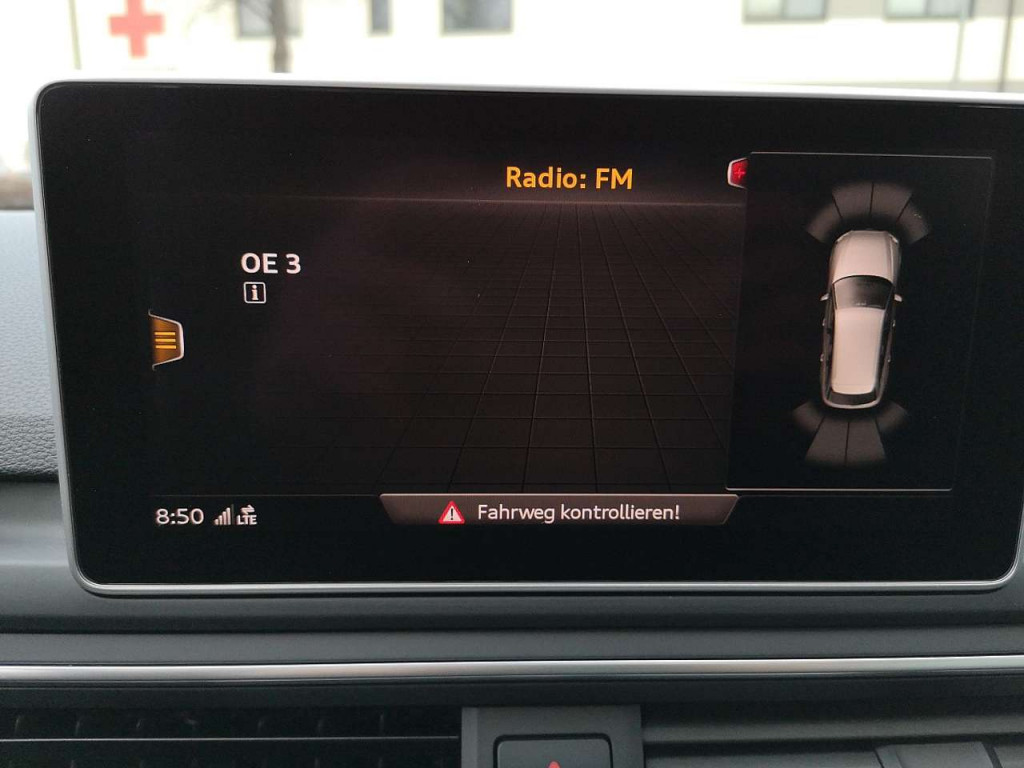 Radio: FM
OE 3
8:50 LTE
Fahrweg kontrollieren!